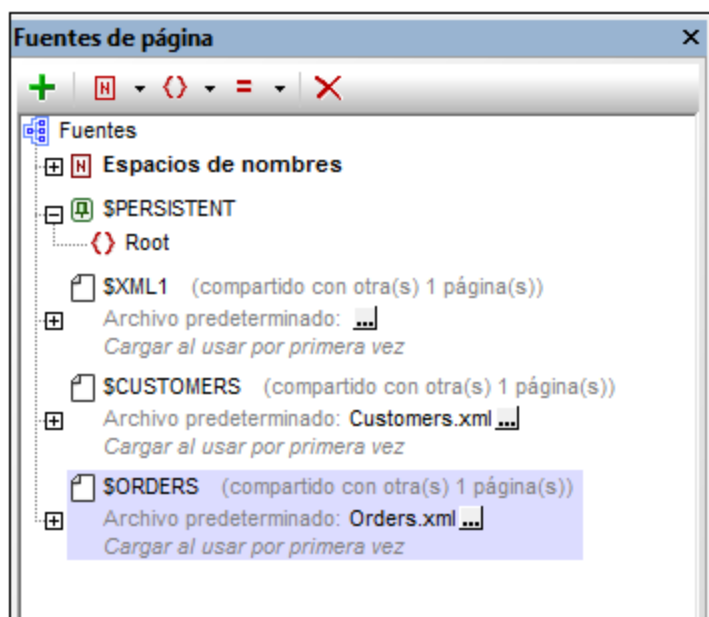 Fuentes de página
Fuentes
Espacios de nombres
$PERSISTENT
Root
$XML1 (compartido con otra(s) 1 página(s))
Archivo predeterminado: ...
Cargar al usar por primera vez
$CUSTOMERS (compartido con otra(s) 1 página(s))
Archivo predeterminado: Customers.xml ...
Cargar al usar por primera vez
$ORDERS (compartido con otra(s) 1 página(s))
Archivo predeterminado: Orders.xml ...
Cargar al usar por primera vez